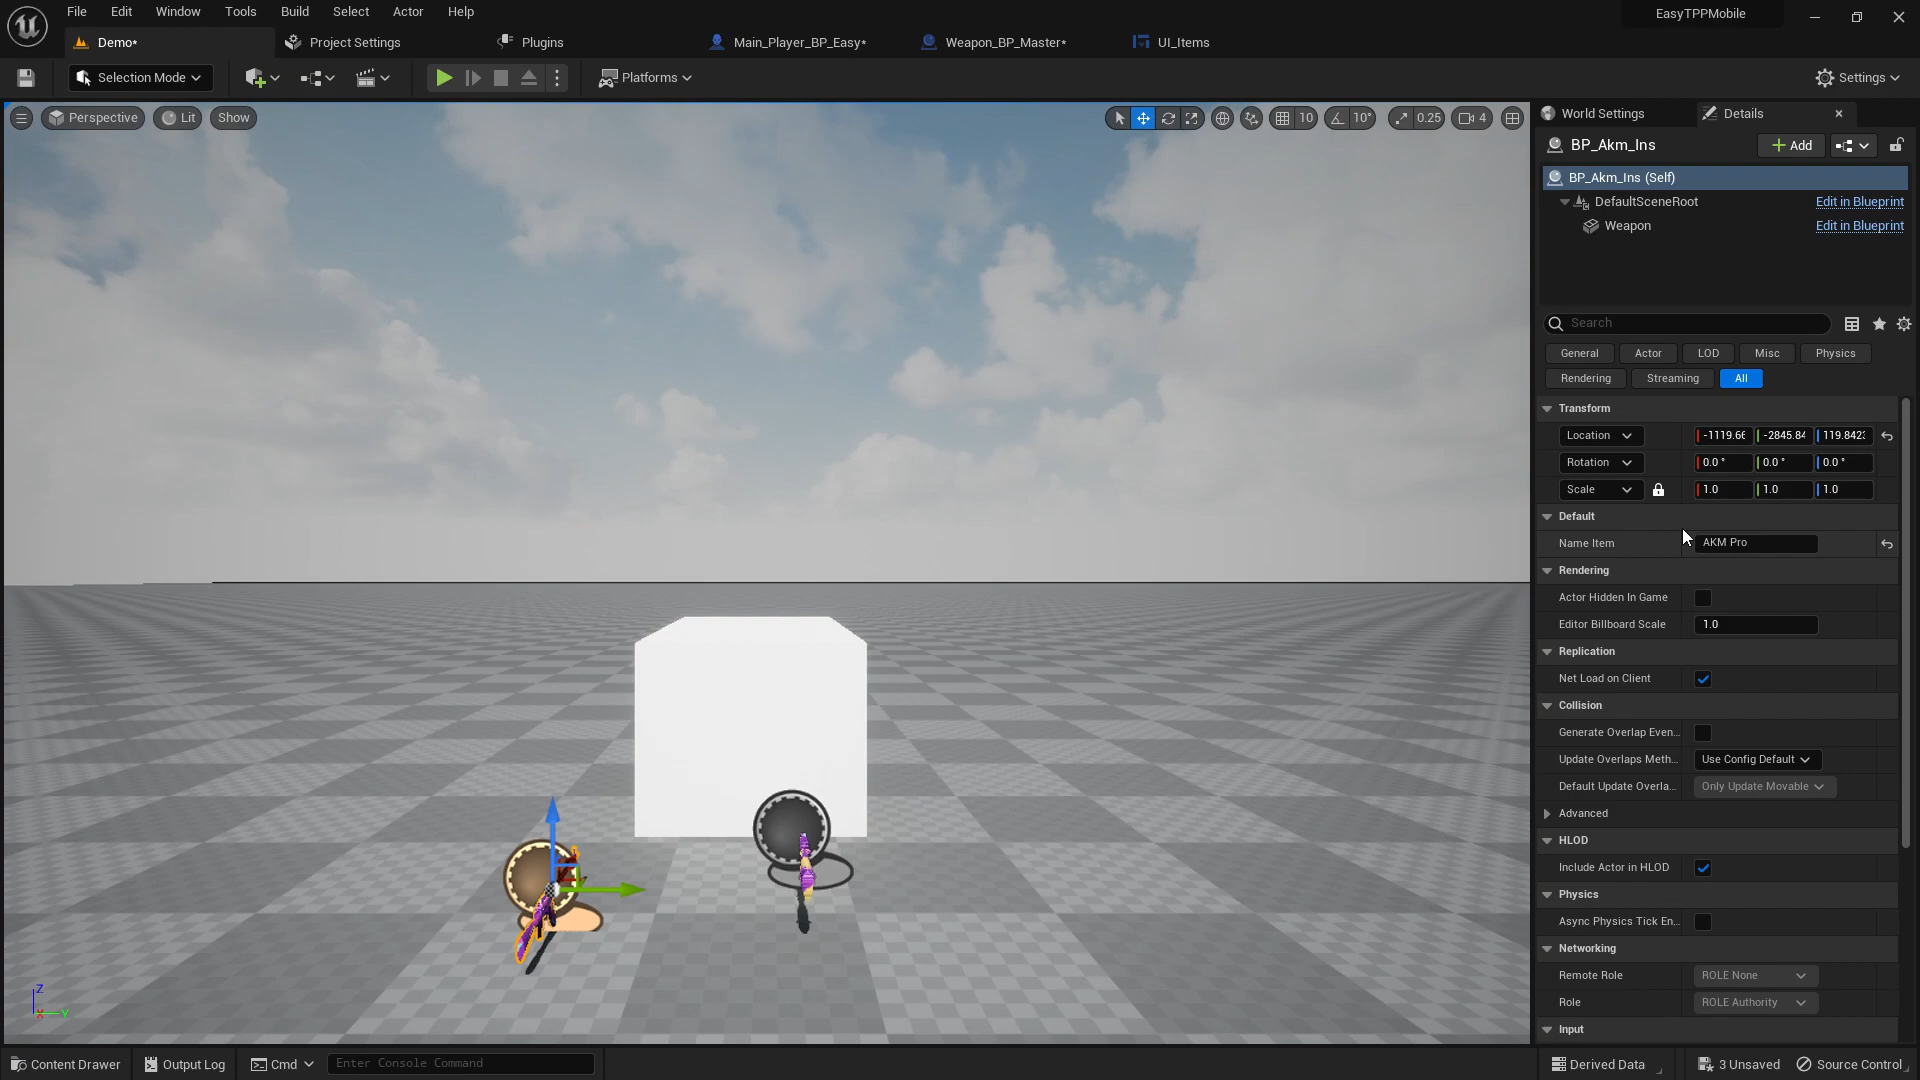 File Edit Window Tools Build Select Actor Help
EasyTPPMobile
Demo*
Project Settings
Plugins
Main_Player_BP_Easy*
Weapon_BP_Master*
UI_Items
Selection Mode
Platforms
Settings
Perspective
Lit
Show
10
10°
0.25
4
World Settings
Details
BP_Akm_Ins
Add
BP_Akm_Ins (Self)
DefaultSceneRoot
Edit in Blueprint
Weapon
Edit in Blueprint
Search
General
Actor
LOD
Misc
Physics
Rendering
Streaming
All
Transform
Location
-1119.66
-2845.84
119.8423
Rotation
0.0 °
0.0 °
0.0 °
Scale
1.0
1.0
1.0
Default
Name Item
AKM Pro
Rendering
Actor Hidden In Game
Editor Billboard Scale
1.0
Replication
Net Load on Client
Collision
Generate Overlap Even...
Update Overlaps Meth...
Use Config Default
Default Update Overla...
Only Update Movable
Advanced
HLOD
Include Actor in HLOD
Physics
Async Physics Tick En...
Networking
Remote Role
ROLE None
Role
ROLE Authority
Input
Z
X
Y
Content Drawer
Output Log
Cmd
Enter Console Command
Derived Data
3 Unsaved
Source Control